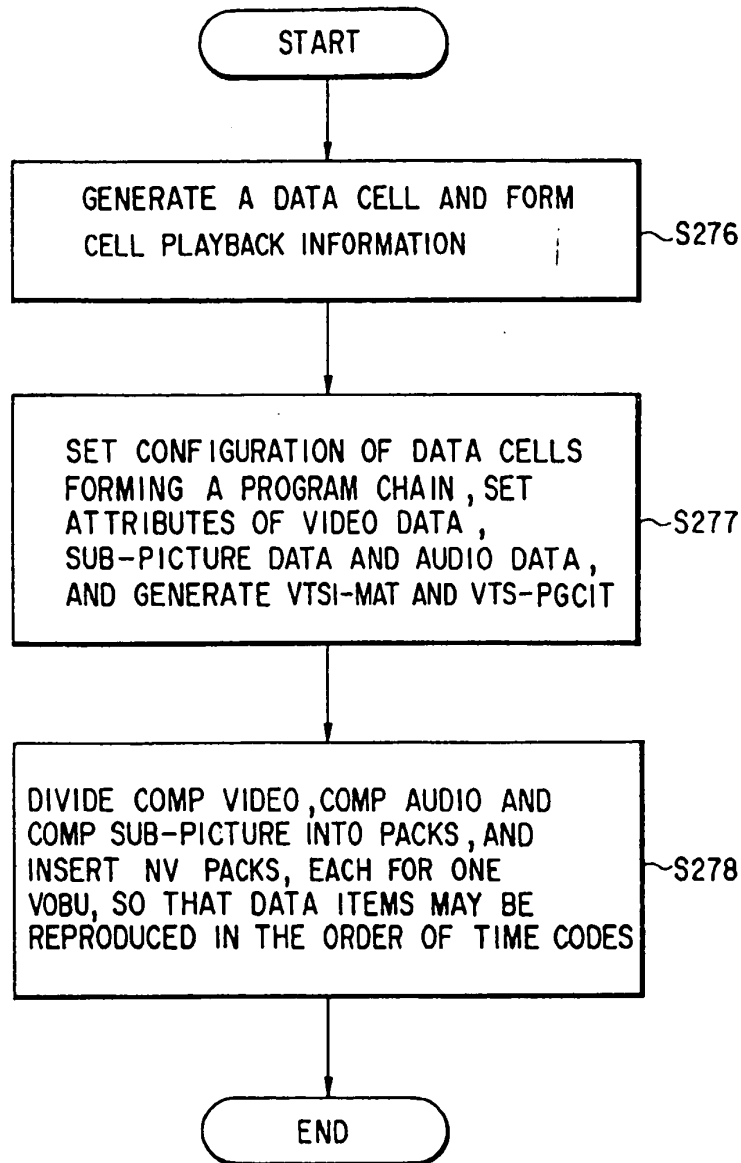 START
GENERATE A DATA CELL AND FORM
CELL PLAYBACK INFORMATION
S276
SET CONFIGURATION OF DATA CELLS
FORMING A PROGRAM CHAIN, SET
ATTRIBUTES OF VIDEO DATA,
SUB-PICTURE DATA AND AUDIO DATA,
AND GENERATE VTSI-MAT AND VTS-PGCIT
S277
DIVIDE COMP VIDEO, COMP AUDIO AND
COMP SUB-PICTURE INTO PACKS, AND
INSERT NV PACKS, EACH FOR ONE
VOBU, SO THAT DATA ITEMS MAY BE
REPRODUCED IN THE ORDER OF TIME CODES
S278
END